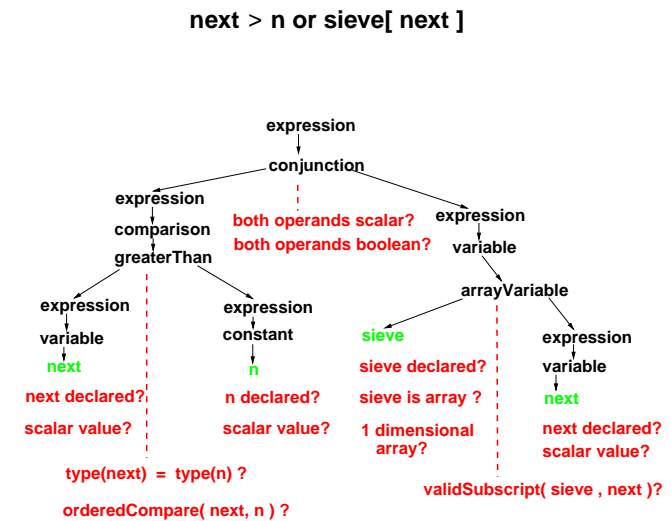 next > n or sieve[ next ]
expression
conjunction
expression
comparison
greaterThan
both operands scalar?
both operands boolean?
expression
variable
arrayVariable
expression
variable
next
next declared?
scalar value?
expression
constant
n
n declared?
scalar value?
type(next) = type(n) ?
orderedCompare( next, n ) ?
sieve
sieve declared?
sieve is array ?
1 dimensional
array?
expression
variable
next
next declared?
scalar value?
validSubscript( sieve , next )?